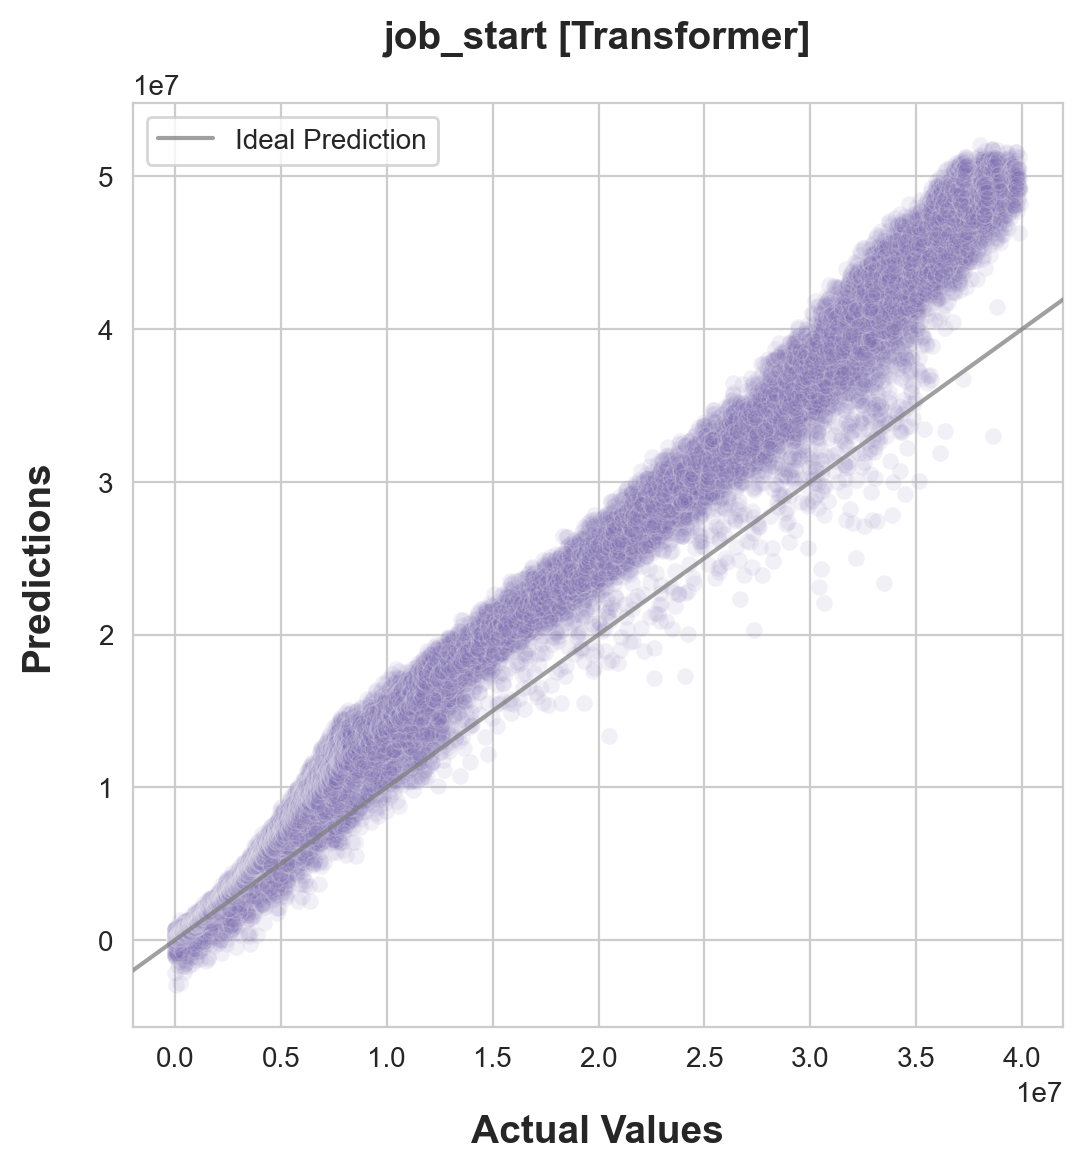 job_start [Transformer]
1e7
Ideal Prediction
5
4
3
2
1
0
Predictions
0.0 0.5 1.0 1.5 2.0 2.5 3.0 3.5 4.0
1e7
Actual Values